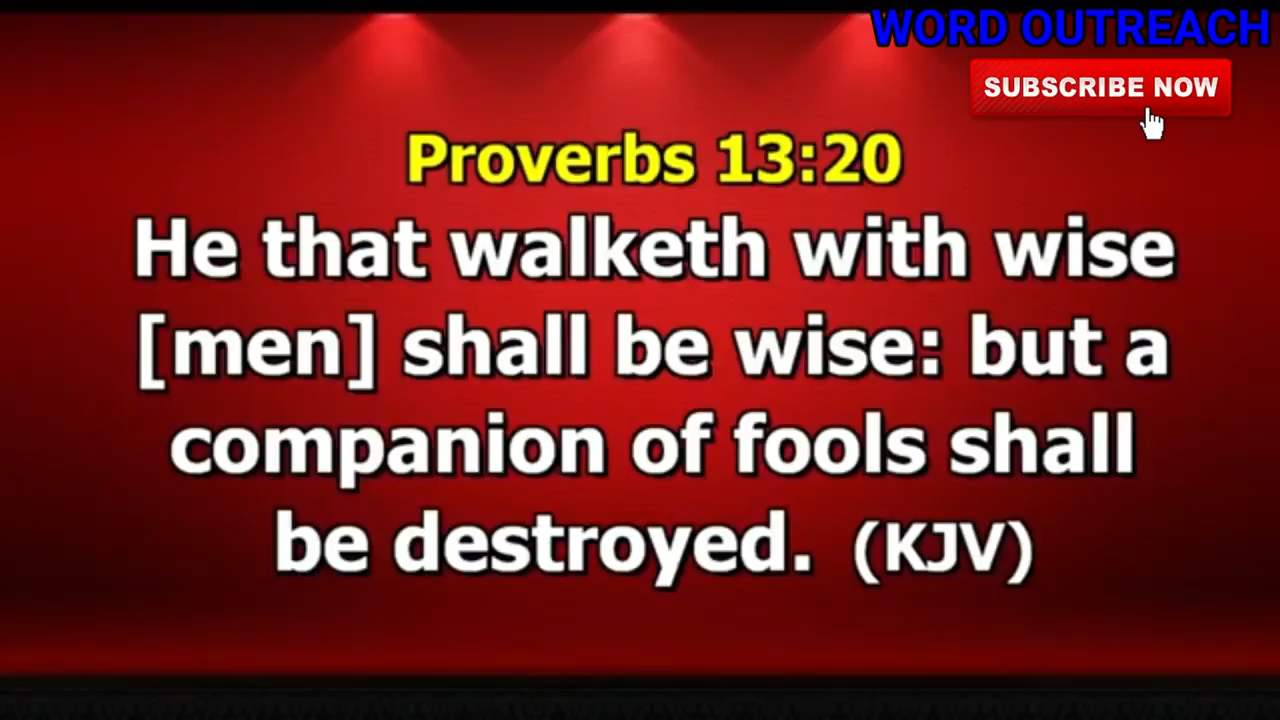 WORD OUTREACH
SUBSCRIBE NOW
Proverbs 13:20
He that walketh with wise
[men] shall be wise: but a
companion of fools shall
be destroyed. (KJV)